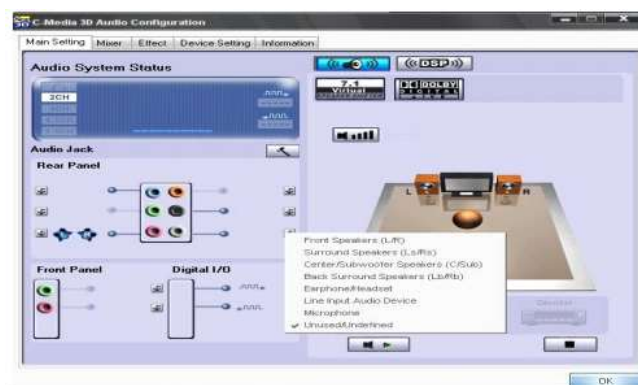 C-Media 3D Audio Configuration
Main Setting Mixer Effect Device Setting Information
Audio System Status
2CH
Audio Jack
Rear Panel
Front Panel
Digital I/O
DSP
7.1
Virtual
DOLBY
DIGITAL
L
R
Front Speakers (L/R)
Surround Speakers (Ls/Rs)
Center/Subwoofer Speakers (C/Sub)
Back Surround Speakers (Lb/Rb)
Earphone/Headset
Line Input Audio Device
Microphone
Unused/Undefined
OK